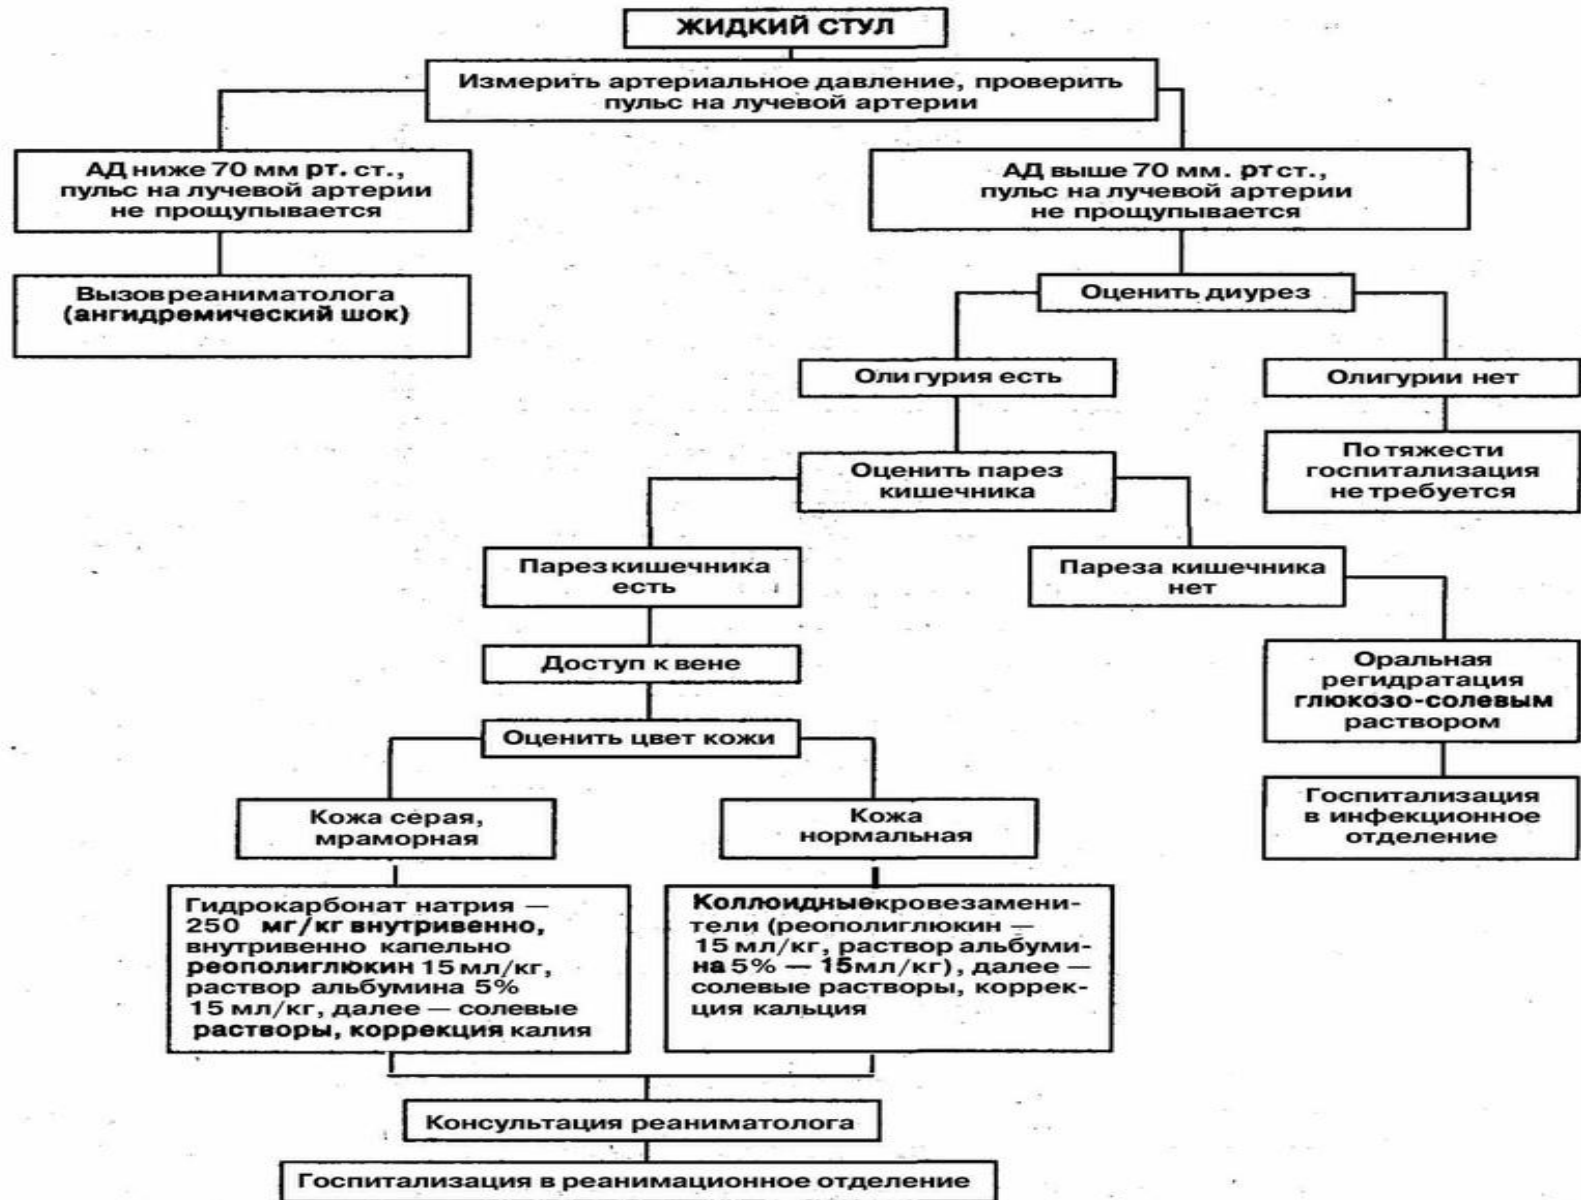 ЖИДКИЙ СТУЛ
Измерить артериальное давление, проверить
пульс на лучевой артерии
АД ниже 70 мм рт. ст.,
пульс на лучевой артерии
не прощупывается
АД выше 70 мм. рт ст.,
пульс на лучевой артерии
не прощупывается
Вызов реаниматолога
(ангидремический шок)
Оценить диурез
Олигурия есть
Олигурии нет
По тяжести
госпитализация
не требуется
Оценить парез
кишечника
Парез кишечника
есть
Пареза кишечника
нет
Доступ к вене
Оральная
регидратация
глюкозо-солевым
раствором
Оценить цвет кожи
Госпитализация
в инфекционное
отделение
Кожа серая,
мраморная
Кожа
нормальная
Гидрокарбонат натрия —
250 мг/кг внутривенно,
внутривенно капельно
реополиглюкин 15 мл/кг,
раствор альбумина 5%
15 мл/кг, далее — солевые
растворы, коррекция калия
Коллоидные кровезамени-
тели (реополиглюкин —
15 мл/кг, раствор альбуми-
на 5% — 15 мл/кг), далее —
солевые растворы, коррек-
ция кальция
Консультация реаниматолога
Госпитализация в реанимационное отделение